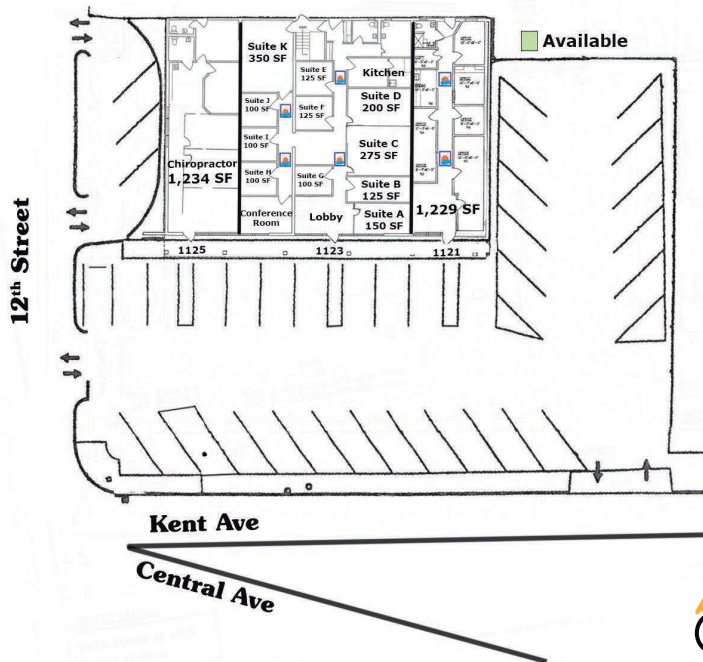 Available
Suite K
350 SF
Suite E
125 SF
Kitchen
Suite J
100 SF
Suite F
125 SF
Suite D
200 SF
Suite I
100 SF
Suite C
275 SF
Chiropractor
1,234 SF
Suite H
100 SF
Suite G
100 SF
Suite B
125 SF
Conference
Room
Lobby
Suite A
150 SF
1,229 SF
1125
1123
1121
12th Street
Kent Ave
Central Ave